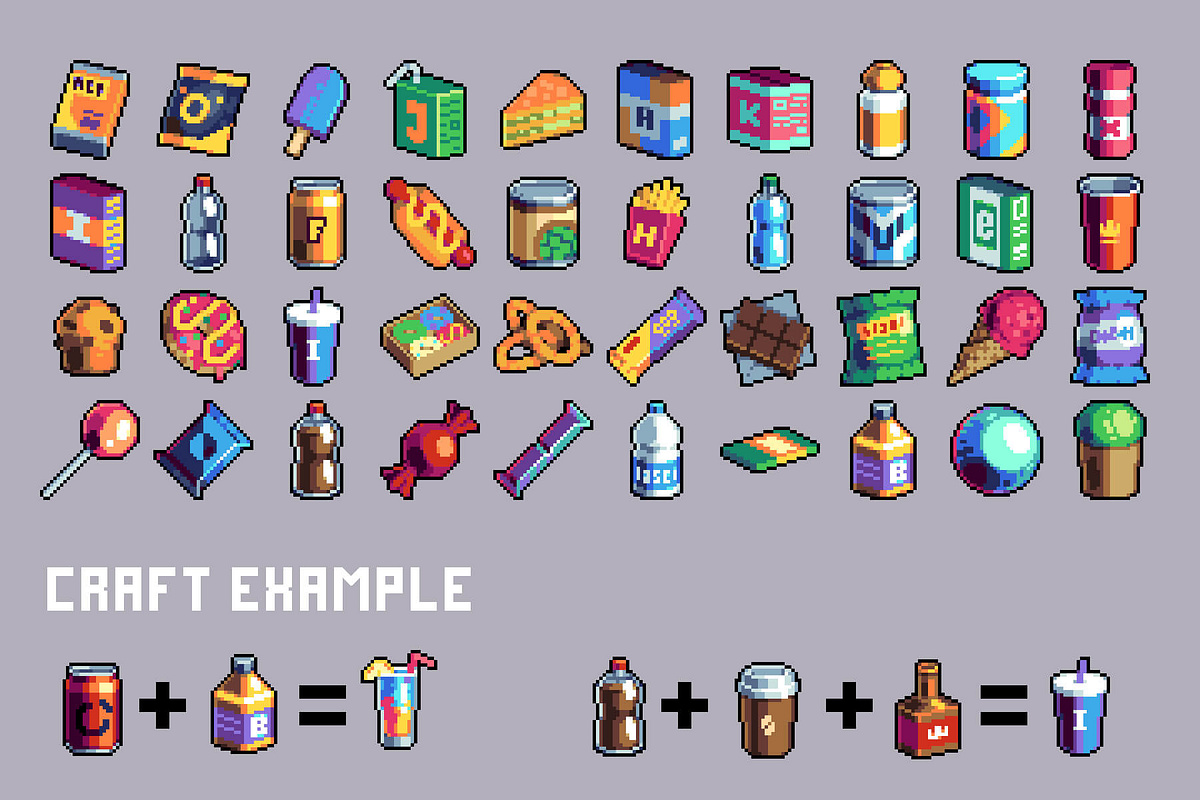 O
J
A
K
X
I
F
H
e
I
CRAFT EXAMPLE
B
+
B
=
+
+
=
I